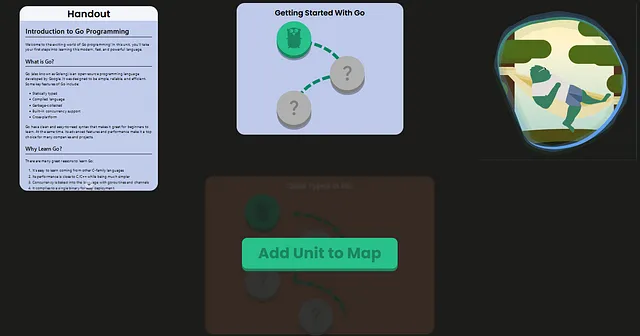 Handout
Introduction to Go Programming
Welcome to the exciting world of Go programming! In this unit, you'll take
your first steps into learning this modern, fast, and powerful language.
What is Go?
Go (also known as Golang) is an open-source programming language
developed by Google. It was designed to be simple, reliable, and efficient.
Some key features of Go include:
Statically typed
Compiled language
Garbage-collected
Built-in concurrency support
Cross-platform
Go has a clean and easy-to-read syntax that makes it great for beginners to
learn. At the same time, its advanced features and performance make it a top
choice for many companies and projects.
Why Learn Go?
There are many great reasons to learn Go:
1. It's easy to learn coming from other C-family languages
2. Its performance is close to C/C++ while being much simpler
3. Concurrency is baked into the language with goroutines and channels
4. It compiles to a single binary for easy deployment
Getting Started With Go
?
?
Add Unit to Map